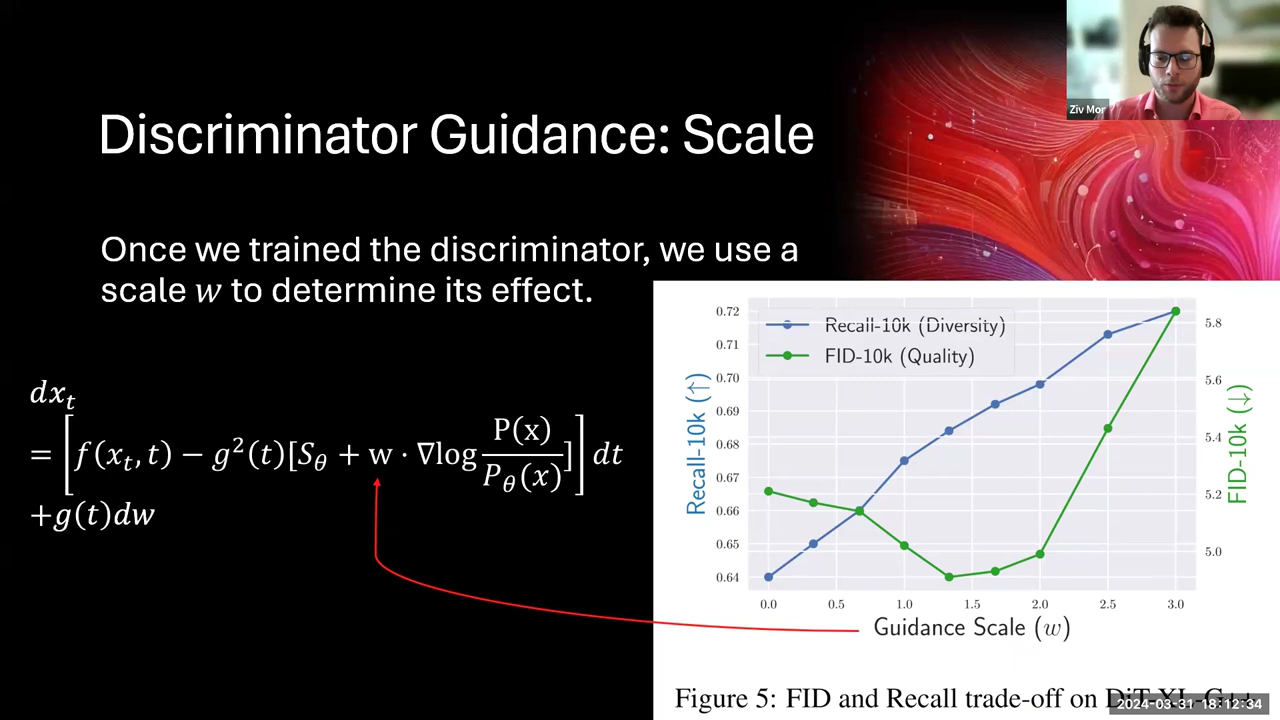 Ziv Mor
Discriminator Guidance: Scale
Once we trained the discriminator, we use a
scale w to determine its effect.
dxₜ
= [f(xₜ, t) − g²(t)[S_θ + w · ∇log P(x)/P_θ(x)]] dt
+g(t)dw
Recall-10k (Diversity)
FID-10k (Quality)
Recall-10k (↑)
0.72
0.71
0.70
0.69
0.68
0.67
0.66
0.65
0.64
5.8
5.6
5.4
5.2
5.0
FID-10k (↓)
0.0 0.5 1.0 1.5 2.0 2.5 3.0
Guidance Scale (w)
Figure 5: FID and Recall trade-off on DiT-XL-G++
2024-03-31 18:12:34